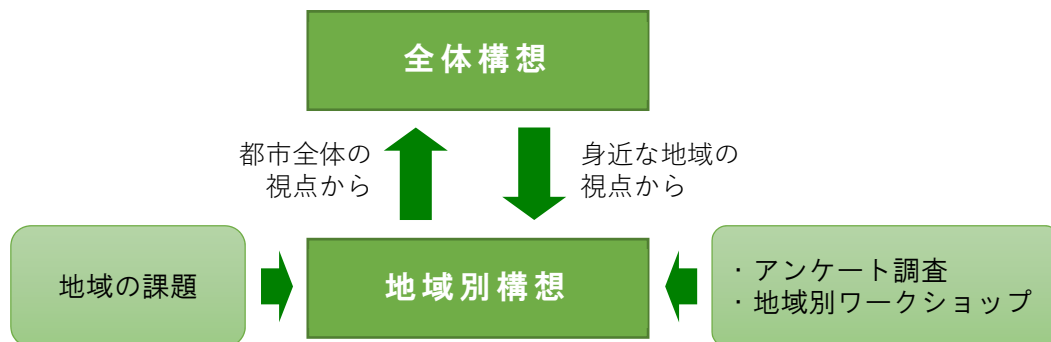 全体構想
都市全体の
視点から
身近な地域の
視点から
地域の課題
地域別構想
・アンケート調査
・地域別ワークショップ